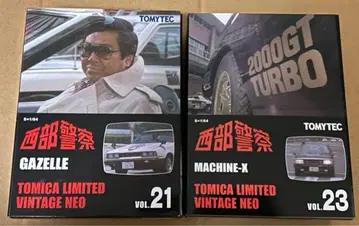 TOMYTEC
S=1/64
西部警察
GAZELLE
TOMICA LIMITED
VINTAGE NEO
VOL.21
2000GT
TURBO
TOMYTEC
S=1/64
西部警察
MACHINE-X
TOMICA LIMITED
VINTAGE NEO
VOL.23